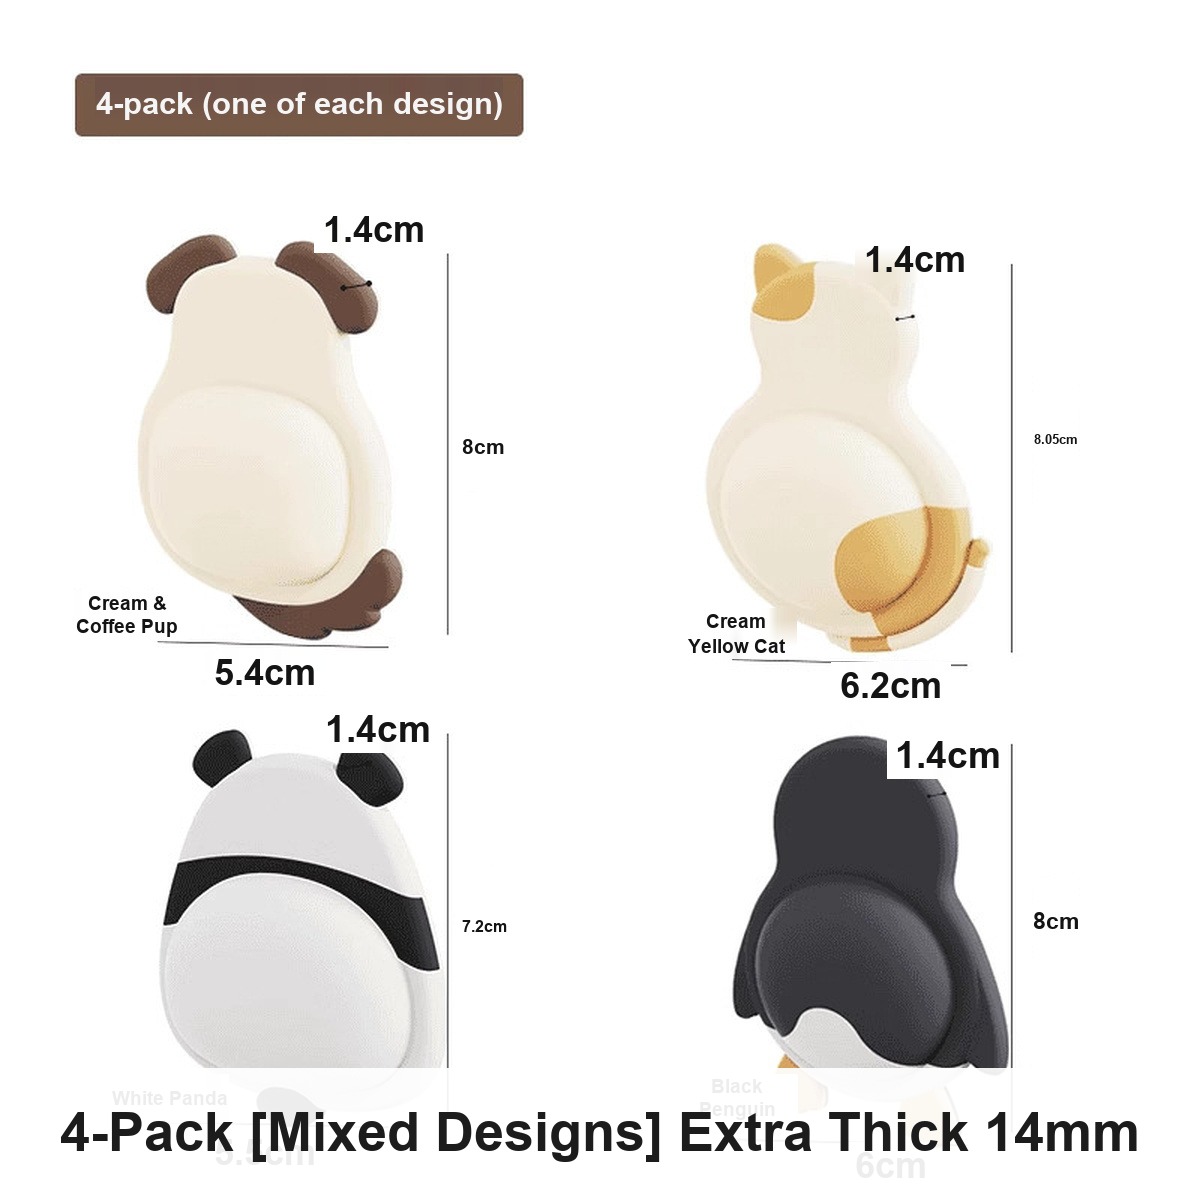 4-pack (one of each design)
1.4cm
8cm
Cream &
Coffee Pup
5.4cm
1.4cm
8.05cm
Cream
Yellow Cat
6.2cm
1.4cm
7.2cm
White Panda
5.5cm
1.4cm
8cm
Black
Penguin
6cm
4-Pack [Mixed Designs] Extra Thick 14mm